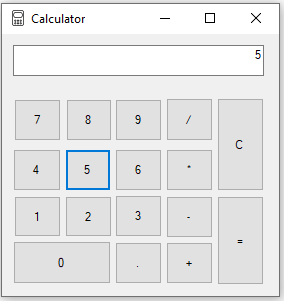 Calculator
5
7 8 9 / C
4 5 6 *
1 2 3 - =
0 . +